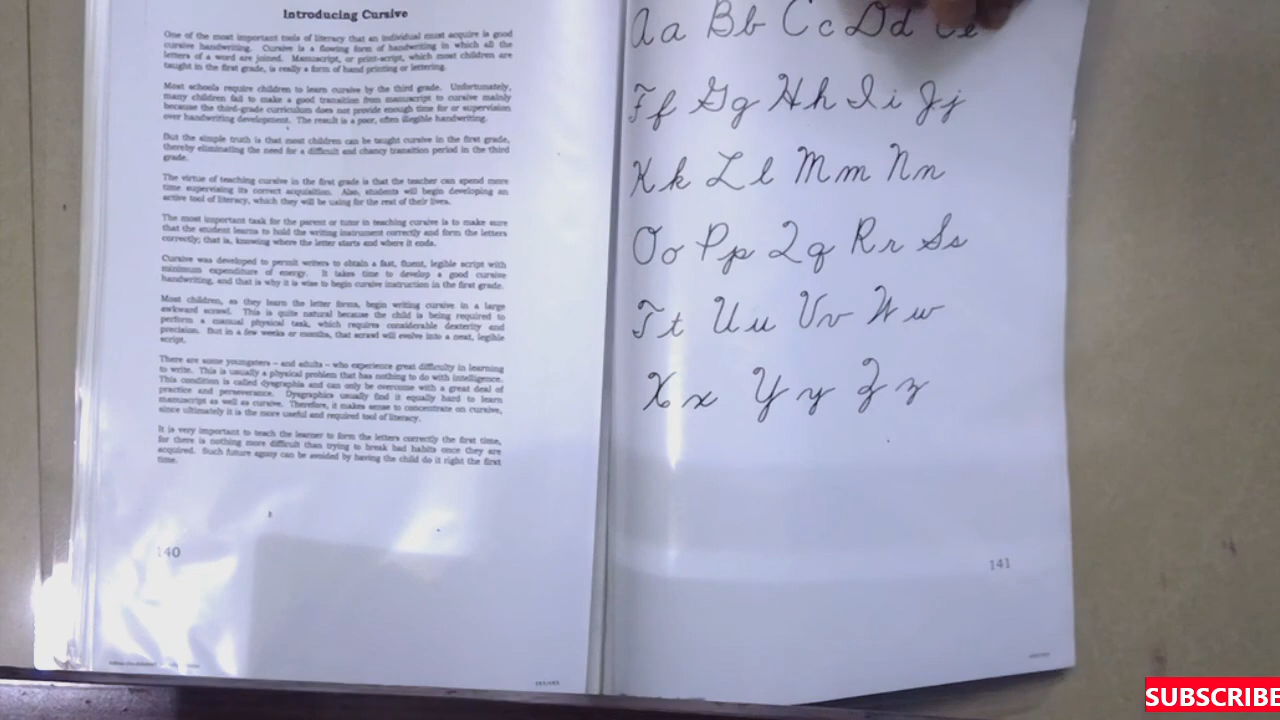 Introducing Cursive
One of the most important tools of literacy that an individual must acquire is good
cursive handwriting. Cursive is a flowing form of handwriting in which all the
letters of a word are joined. Manuscript, or print-script, which most children are
taught in the first grade, is really a form of hand printing or lettering.
Most schools require children to learn cursive by the third grade. Unfortunately,
many children fail to make a good transition from manuscript to cursive mainly
because the third-grade curriculum does not provide enough time for or supervision
over handwriting development. The result is a poor, often illegible handwriting.
But the simple truth is that most children can be taught cursive in the first grade,
thereby eliminating the need for a difficult and chancy transition period in the third
grade.
The virtue of teaching cursive in the first grade is that the teacher can spend more
time supervising its correct acquisition. Also, students will begin developing an
active tool of literacy, which they will be using for the rest of their lives.
The most important task for the parent or tutor in teaching cursive is to make sure
that the student learns to hold the writing instrument correctly and form the letters
correctly; that is, knowing where the letter starts and where it ends.
Cursive was developed to permit writers to obtain a fast, fluent, legible script with
minimum expenditure of energy. It takes time to develop a good cursive
handwriting, and that is why it is wise to begin cursive instruction in the first grade.
Most children, as they learn the letter forms, begin writing cursive in a large
awkward scrawl. This is quite natural because the child is being required to
perform a manual physical task, which requires considerable dexterity and
precision. But in a few weeks or months, that scrawl will evolve into a neat, legible
script.
There are some youngsters – and adults – who experience great difficulty in learning
to write. This is usually a physical problem that has nothing to do with intelligence.
This condition is called dysgraphia and can only be overcome with a great deal of
practice and perseverance. Dysgraphics usually find it equally hard to learn
manuscript as well as cursive. Therefore, it makes sense to concentrate on cursive,
since ultimately it is the more useful and required tool of literacy.
It is very important to teach the learner to form the letters correctly the first time,
for there is nothing more difficult than trying to break bad habits once they are
acquired. Such future agony can be avoided by having the child do it right the first
time.
140
Aa Bb Cc Dd Ee
Ff Gg Hh Ii Jj
Kk Ll Mm Nn
Oo Pp Qq Rr Ss
Tt Uu Vv Ww
Xx Yy Zz
141
SUBSCRIBE